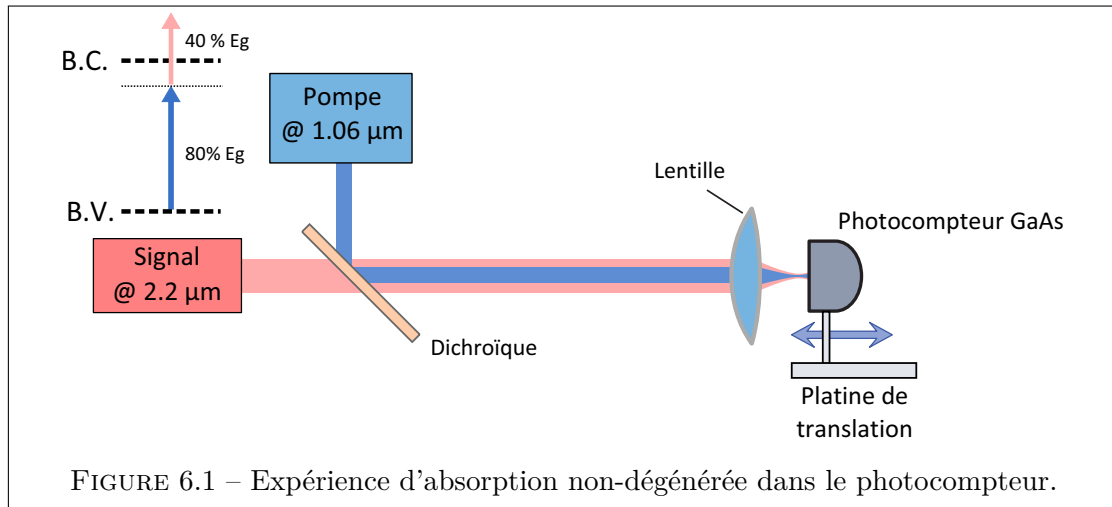 40 % Eg
B.C.
80% Eg
B.V.
Pompe
@ 1.06 µm
Signal
@ 2.2 µm
Dichroïque
Lentille
Photocompteur GaAs
Platine de
translation
FIGURE 6.1 – Expérience d'absorption non-dégénérée dans le photocompteur.